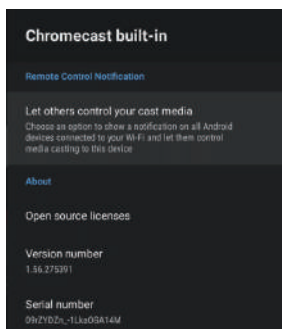 Chromecast built-in
Remote Control Notification
Let others control your cast media
Choose an option to show a notification on all Android
devices connected to your Wi-Fi and let them control
media casting to this device
About
Open source licenses
Version number
1.56.275391
Serial number